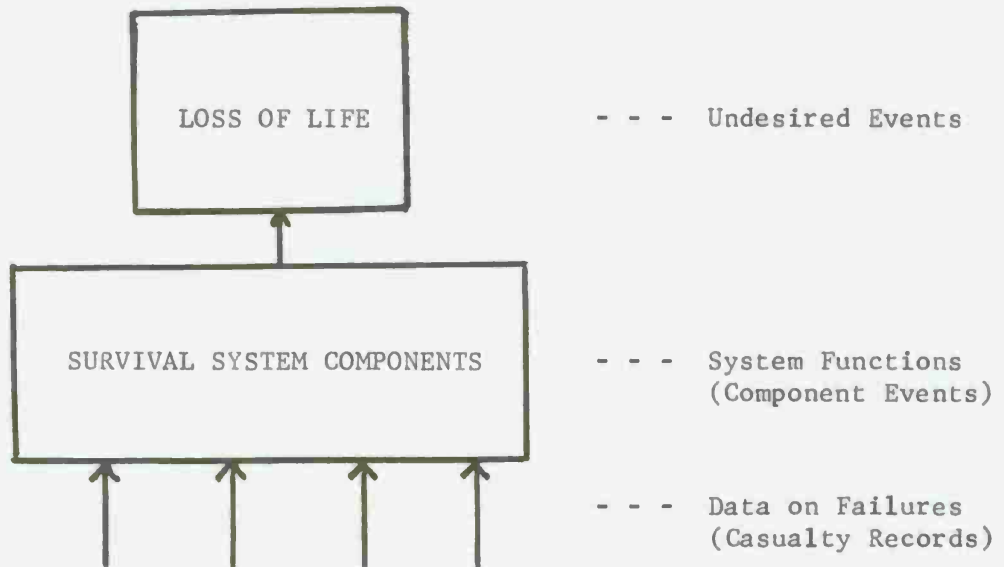 LOSS OF LIFE
- - - Undesired Events
SURVIVAL SYSTEM COMPONENTS
- - - System Functions
(Component Events)
- - - Data on Failures
(Casualty Records)